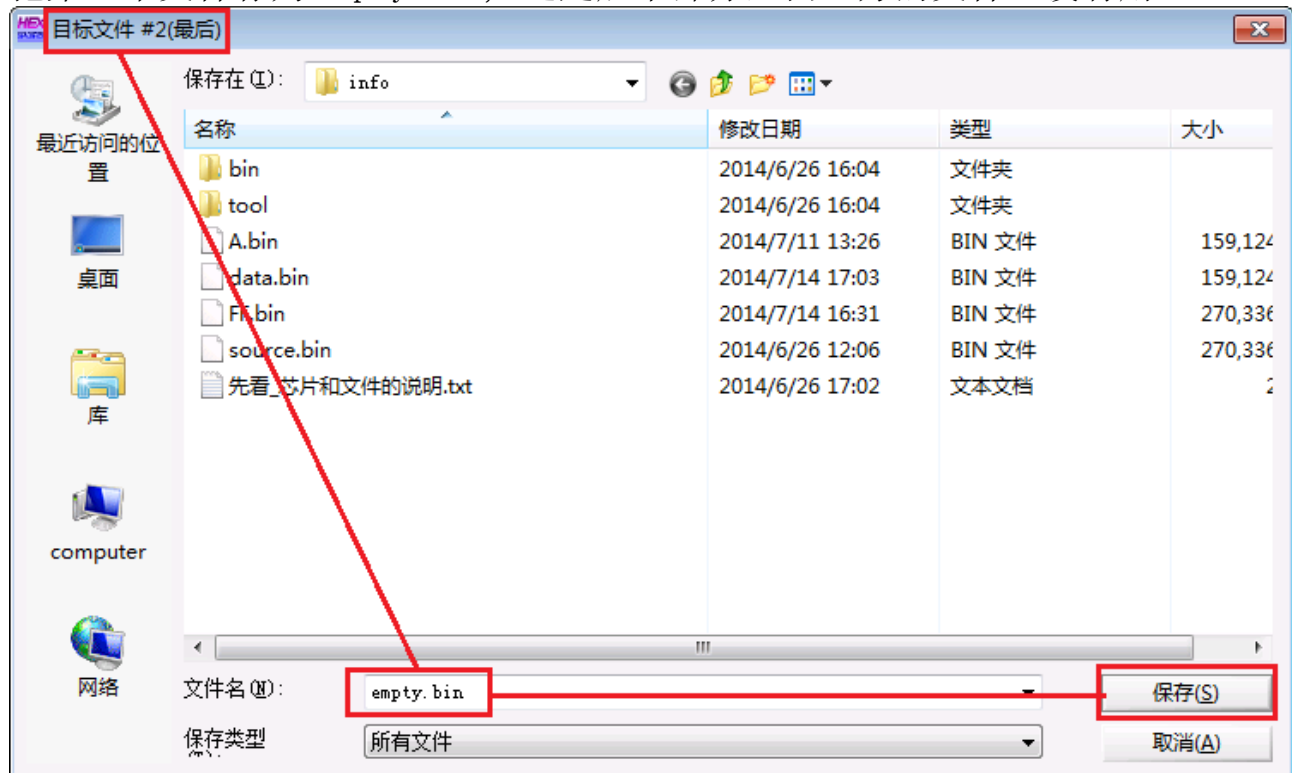 目标文件 #2(最后)
保存在(I):
info
名称
修改日期
类型
大小
bin
2014/6/26 16:04
文件夹
tool
2014/6/26 16:04
文件夹
A.bin
2014/7/11 13:26
BIN 文件
159,124
data.bin
2014/7/14 17:03
BIN 文件
159,124
FF.bin
2014/7/14 16:31
BIN 文件
270,336
source.bin
2014/6/26 12:06
BIN 文件
270,336
先看_芯片和文件的说明.txt
2014/6/26 17:02
文本文档
2
最近访问的位
置
桌面
库
computer
网络
文件名(N):
empty.bin
保存(S)
保存类型
所有文件
取消(A)